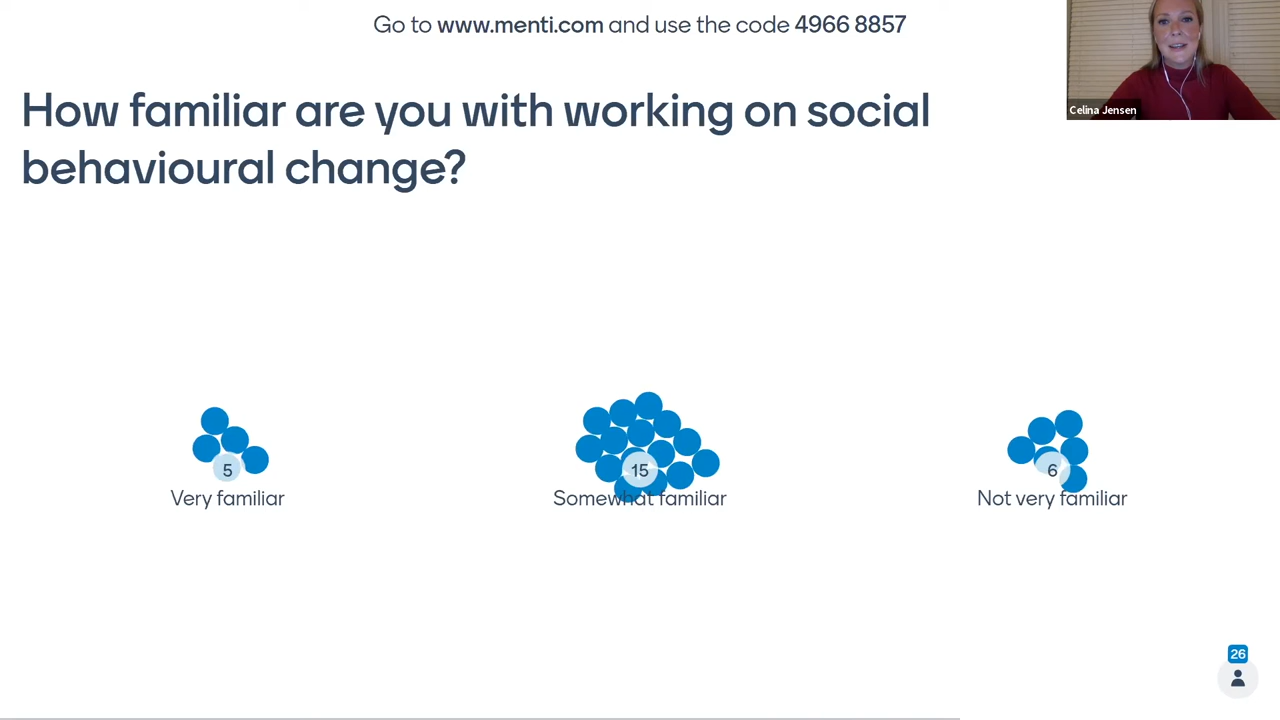 Go to www.menti.com and use the code 4966 8857
Celina Jensen
How familiar are you with working on social
behavioural change?
5
15
6
Very familiar
Somewhat familiar
Not very familiar
26